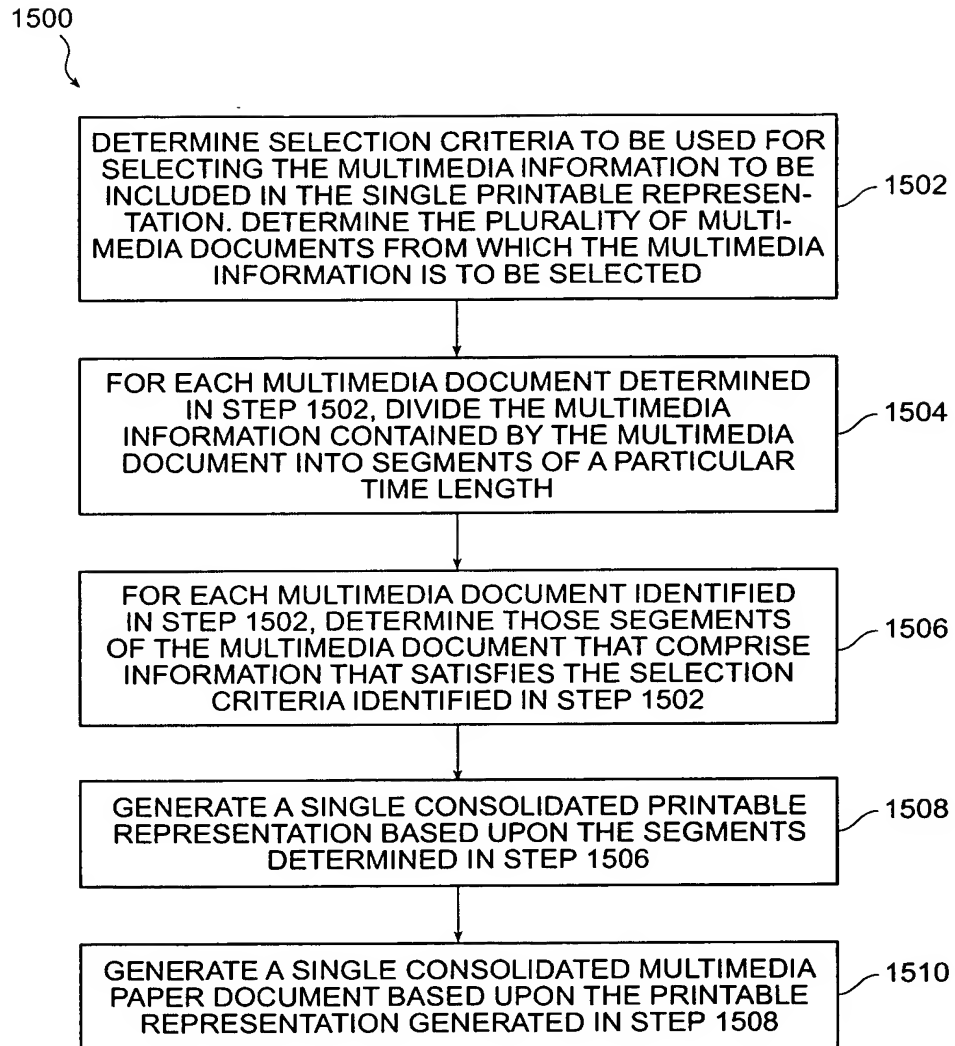 1500
DETERMINE SELECTION CRITERIA TO BE USED FOR
SELECTING THE MULTIMEDIA INFORMATION TO BE
INCLUDED IN THE SINGLE PRINTABLE REPRESEN-
TATION. DETERMINE THE PLURALITY OF MULTI-
MEDIA DOCUMENTS FROM WHICH THE MULTIMEDIA
INFORMATION IS TO BE SELECTED
1502
FOR EACH MULTIMEDIA DOCUMENT DETERMINED
IN STEP 1502, DIVIDE THE MULTIMEDIA
INFORMATION CONTAINED BY THE MULTIMEDIA
DOCUMENT INTO SEGMENTS OF A PARTICULAR
TIME LENGTH
1504
FOR EACH MULTIMEDIA DOCUMENT IDENTIFIED
IN STEP 1502, DETERMINE THOSE SEGEMENTS
OF THE MULTIMEDIA DOCUMENT THAT COMPRISE
INFORMATION THAT SATISFIES THE SELECTION
CRITERIA IDENTIFIED IN STEP 1502
1506
GENERATE A SINGLE CONSOLIDATED PRINTABLE
REPRESENTATION BASED UPON THE SEGMENTS
DETERMINED IN STEP 1506
1508
GENERATE A SINGLE CONSOLIDATED MULTIMEDIA
PAPER DOCUMENT BASED UPON THE PRINTABLE
REPRESENTATION GENERATED IN STEP 1508
1510